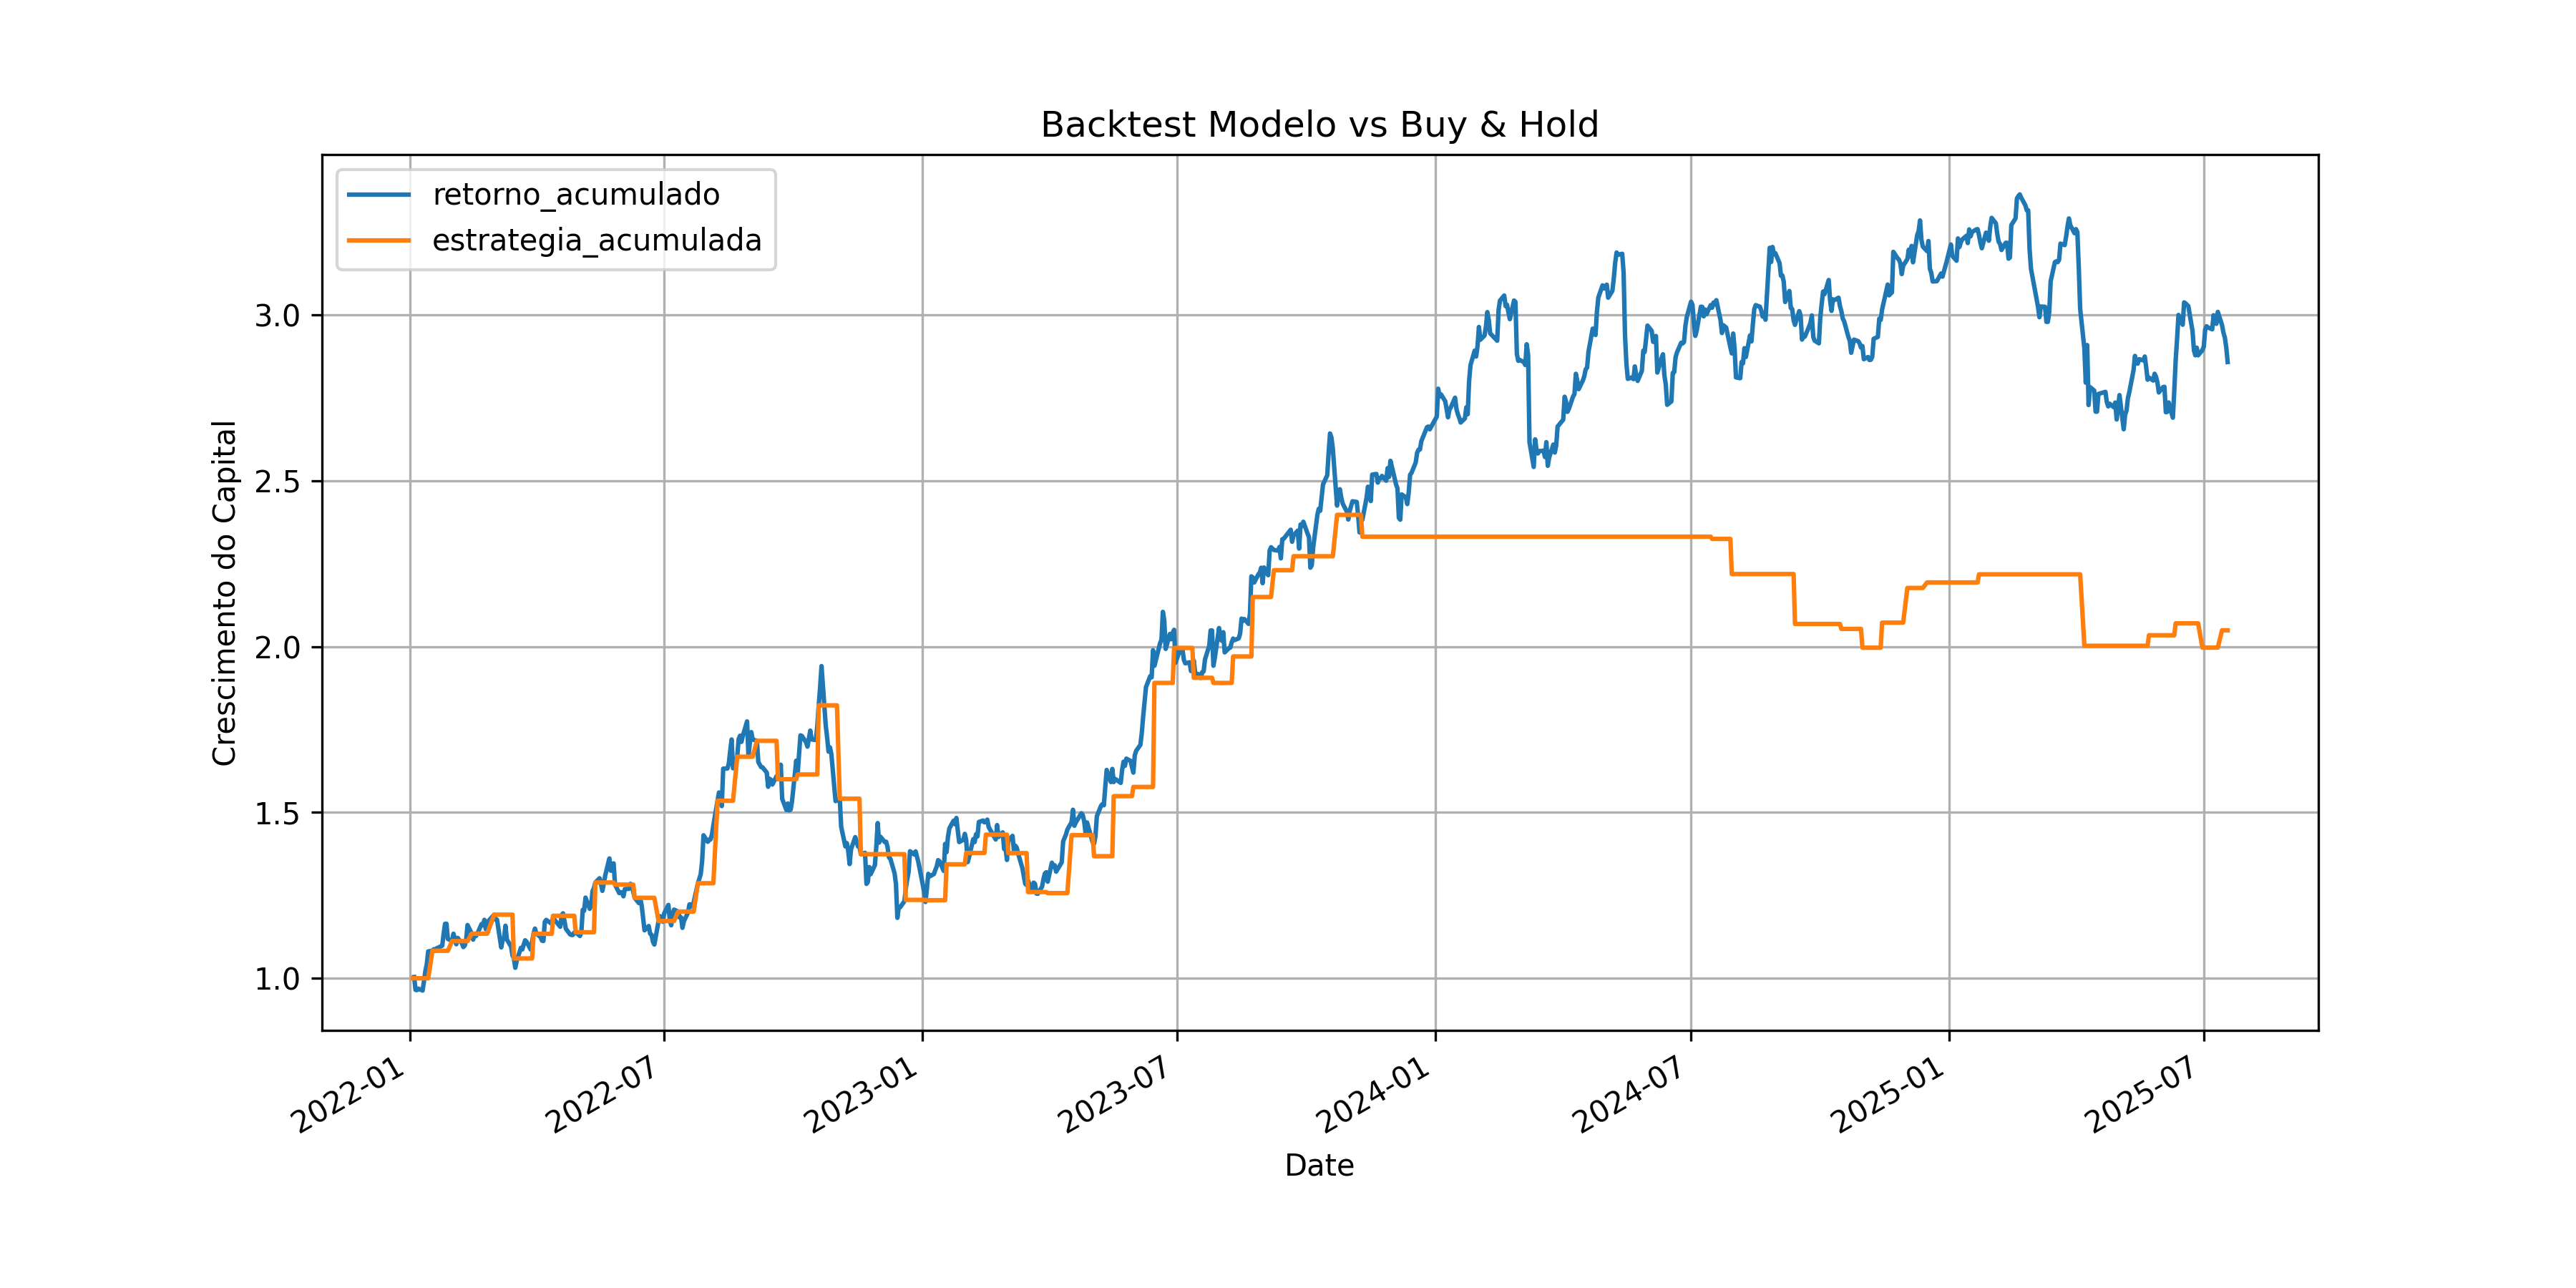 Backtest Modelo vs Buy & Hold
retorno_acumulado
estrategia_acumulada
Crescimento do Capital
3.0
2.5
2.0
1.5
1.0
2022-01
2022-07
2023-01
2023-07
2024-01
2024-07
2025-01
2025-07
Date